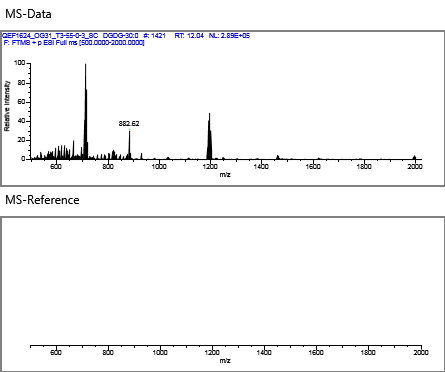 MS-Data
QEF1624_OG31_T3-55-0-3_SC DGDG-30:0 #: 1421 RT: 12.04 NL: 2.89E+05
F: FTMS + p ESI Full ms [500.0000-2000.0000]
100
80
60
40
20
0
Relative Intensity
882.62
600 800 1000 1200 1400 1600 1800 2000
m/z
MS-Reference
600 800 1000 1200 1400 1600 1800 2000
m/z